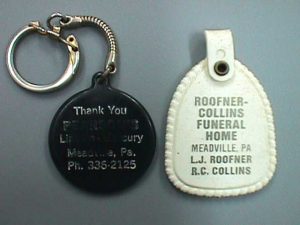 Thank You
Meadville, Pa.
Ph. 336-2125
ROOFNER-
COLLINS
FUNERAL
HOME
MEADVILLE, PA
L.J. ROOFNER
R.C. COLLINS